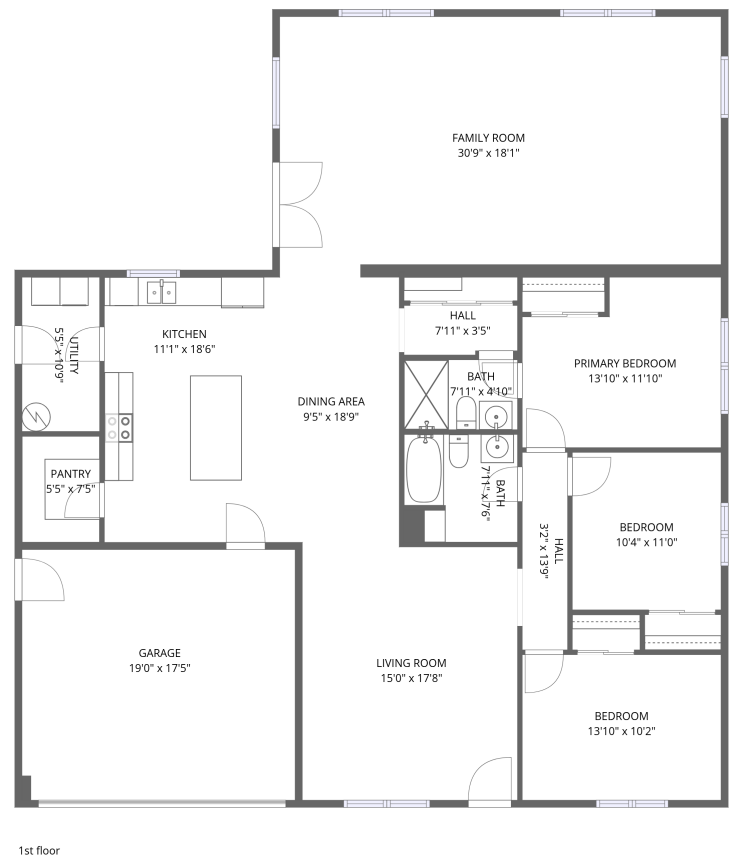 FAMILY ROOM
30'9" x 18'1"
HALL
7'11" x 3'5"
KITCHEN
11'1" x 18'6"
UTILITY
5'5" x 10'9"
PRIMARY BEDROOM
13'10" x 11'10"
BATH
7'11" x 4'10"
DINING AREA
9'5" x 18'9"
PANTRY
5'5" x 7'5"
BATH
7'11" x 7'6"
BEDROOM
10'4" x 11'0"
HALL
3'2" x 13'9"
GARAGE
19'0" x 17'5"
LIVING ROOM
15'0" x 17'8"
BEDROOM
13'10" x 10'2"
1st floor